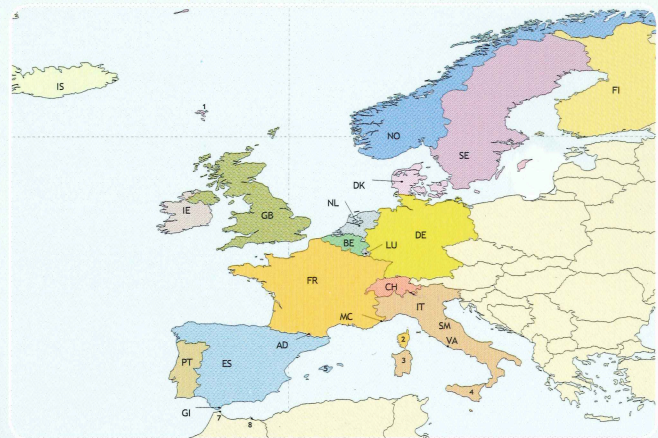 IS
FI
1
NO
SE
DK
NL
IE
GB
DE
BE
LU
FR
CH
IT
MC
SM
AD
VA
2
PT
ES
5
3
4
GI
7
8